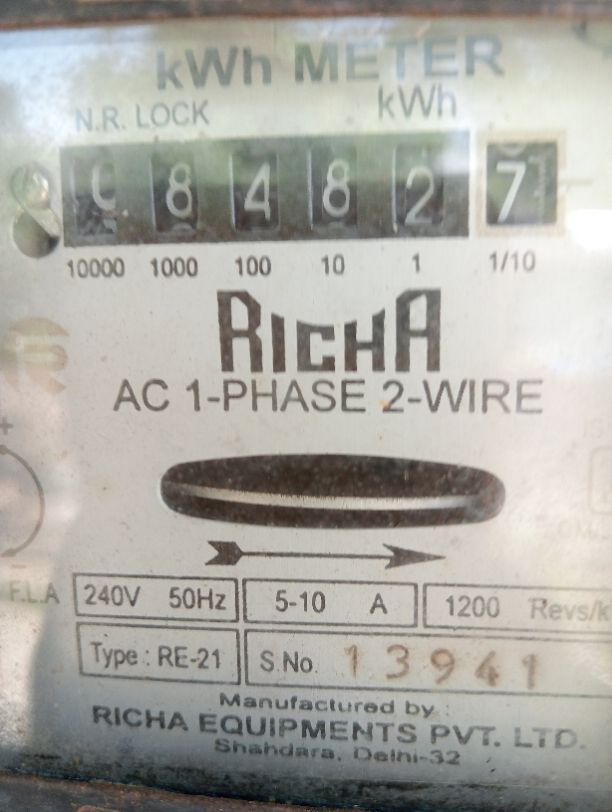 kWh METER
N.R. LOCK kWh
8 4 8 2 7
10000 1000 100 10 1 1/10
RICHA
AC 1-PHASE 2-WIRE
+
F.L.A 240V 50Hz 5-10 A 1200 Revs/k
Type : RE-21 S.No. 13941
Manufactured by :
RICHA EQUIPMENTS PVT. LTD.
Shahdara, Delhi-32